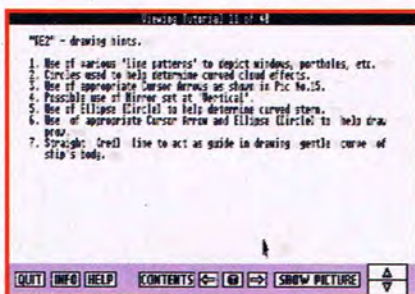 Viewing Tutorial 11 of 48
"GE2" - drawing hints.
1. Use of various 'line patterns' to depict windows, portholes, etc.
2. Circles used to help determine curved cloud effects.
3. Use of appropriate Cursor Arrows as shown in Pic No.15.
4. Possible use of Mirror set at 'Vertical'.
5. Use of Ellipse (Circle) to help determine curved stern.
6. Use of appropriate Cursor Arrow and Ellipse (Circle) to help draw
prow.
7. Straight (red) line to act as guide in drawing gentle curve of
ship's body.
QUIT INFO HELP CONTENTS SHOW PICTURE